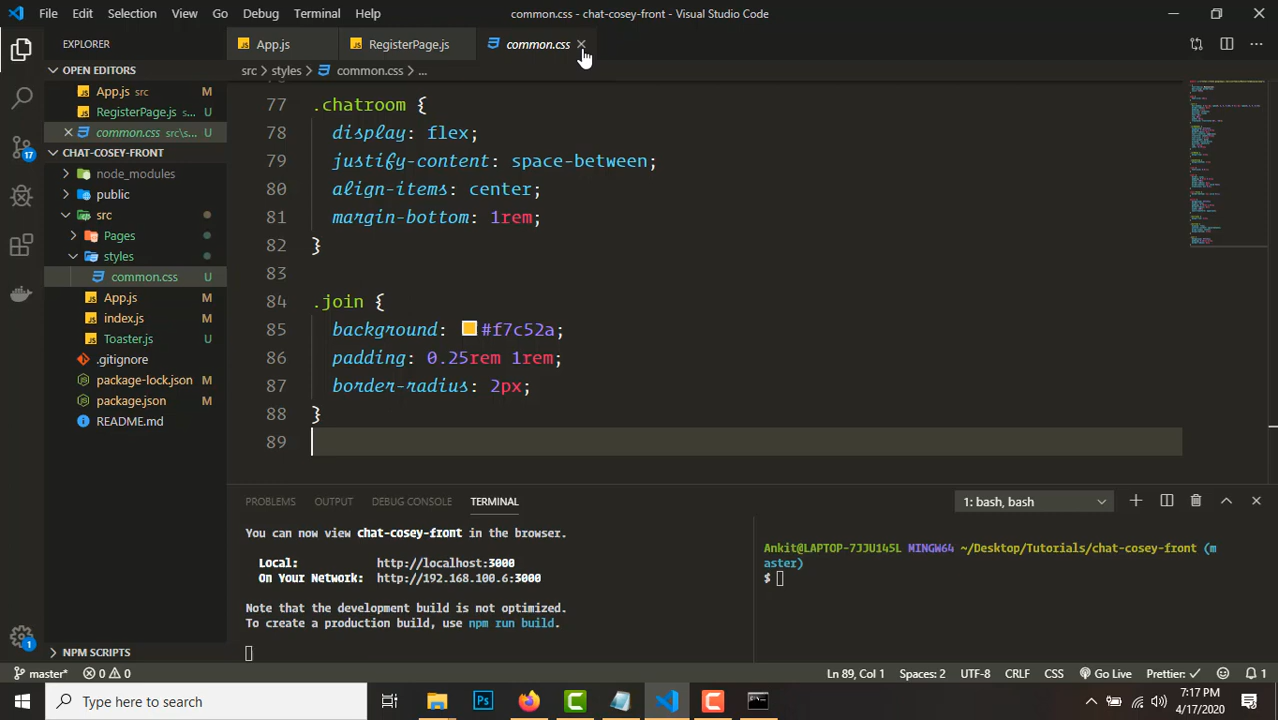 File Edit Selection View Go Debug Terminal Help
common.css - chat-cosey-front - Visual Studio Code
EXPLORER
App.js
RegisterPage.js
common.css
OPEN EDITORS
App.js src M
RegisterPage.js s... U
common.css src\s... U
CHAT-COSEY-FRONT
node_modules
public
src
Pages
styles
common.css U
App.js M
index.js M
Toaster.js U
.gitignore
package-lock.json M
package.json M
README.md
NPM SCRIPTS
17
1
src > styles > common.css > ...
77 .chatroom {
78 display: flex;
79 justify-content: space-between;
80 align-items: center;
81 margin-bottom: 1rem;
82 }
83
84 .join {
85 background: #f7c52a;
86 padding: 0.25rem 1rem;
87 border-radius: 2px;
88 }
89
PROBLEMS OUTPUT DEBUG CONSOLE TERMINAL
1: bash, bash
You can now view chat-cosey-front in the browser.
Local: http://localhost:3000
On Your Network: http://192.168.100.6:3000
Note that the development build is not optimized.
To create a production build, use npm run build.
Ankit@LAPTOP-7JJU145L MINGW64 ~/Desktop/Tutorials/chat-cosey-front (m
aster)
$
master* 0 0
Ln 89, Col 1 Spaces: 2 UTF-8 CRLF CSS Go Live Prettier: ✓ 1
Type here to search
Ps
7:17 PM
4/17/2020